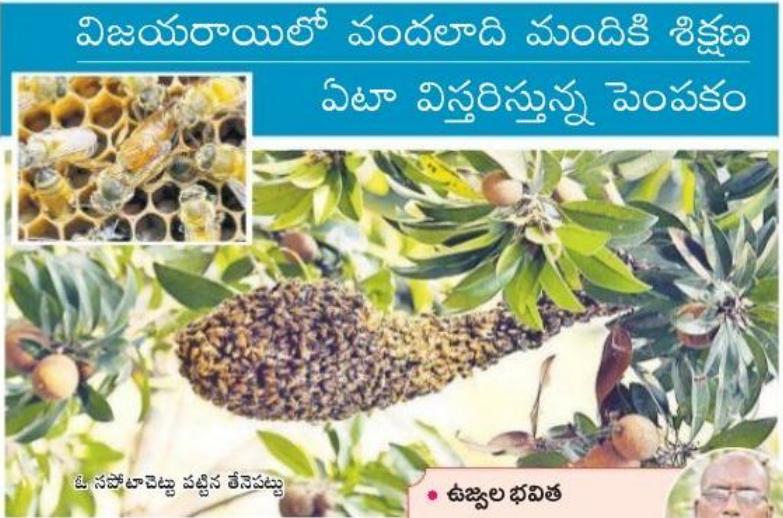 విజయరాయిలో వందలాది మందికి శిక్షణ
ఏటా విస్తరిస్తున్న పెంపకం
ఓ సపోటాచెట్టు పట్టిన తేనెపట్టు
• ఉజ్వల భవిత